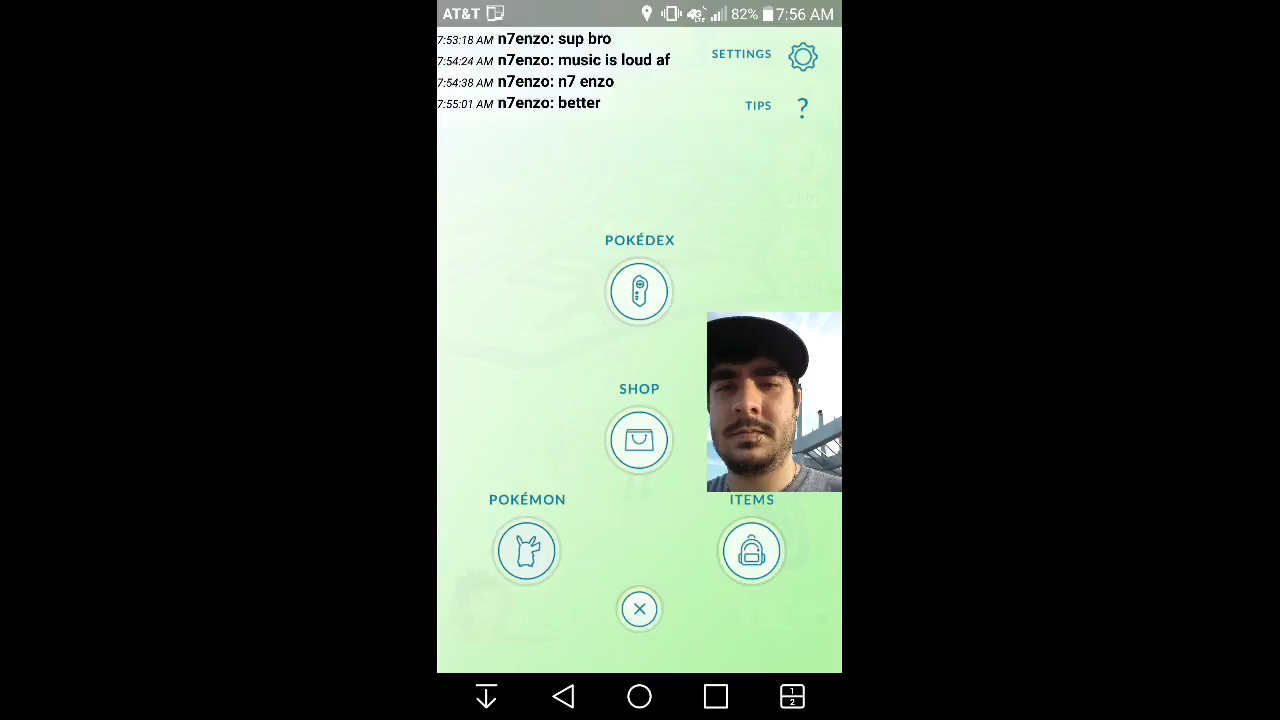 AT&T 82% 7:56 AM
7:53:18 AM n7enzo: sup bro
7:54:24 AM n7enzo: music is loud af
7:54:38 AM n7enzo: n7 enzo
7:55:01 AM n7enzo: better
SETTINGS
TIPS ?
POKÉDEX
SHOP
POKÉMON
ITEMS
1
2